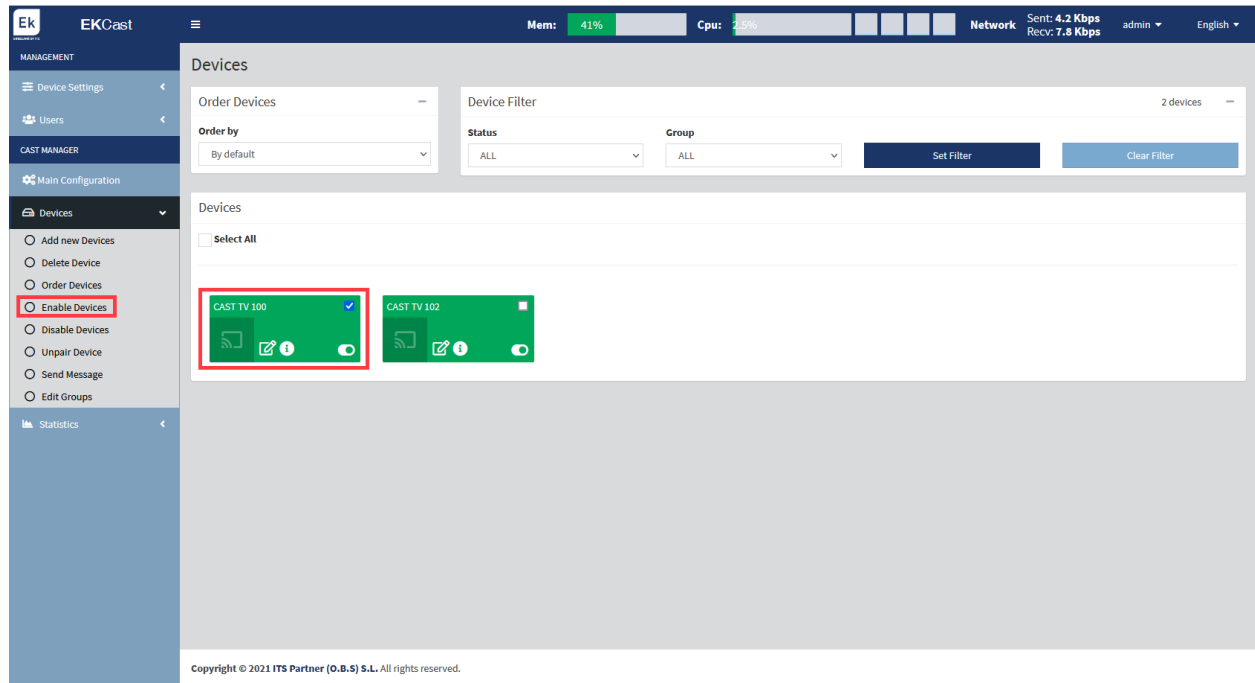 Ek
EKCast
Mem: 41%
Cpu: 2.5%
Network
Sent: 4.2 Kbps
Recv: 7.8 Kbps
admin
English
MANAGEMENT
Device Settings
Users
CAST MANAGER
Main Configuration
Devices
Add new Devices
Delete Device
Order Devices
Enable Devices
Disable Devices
Unpair Device
Send Message
Edit Groups
Statistics
Devices
Order Devices
Order by
By default
Device Filter
2 devices
Status
Group
ALL
ALL
Set Filter
Clear Filter
Devices
Select All
CAST TV 100
CAST TV 102
Copyright © 2021 ITS Partner (O.B.S) S.L. All rights reserved.